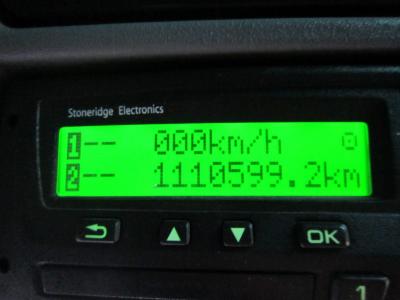 Stoneridge Electronics
1-- 000km/h
2-- 1110599.2km
OK
1